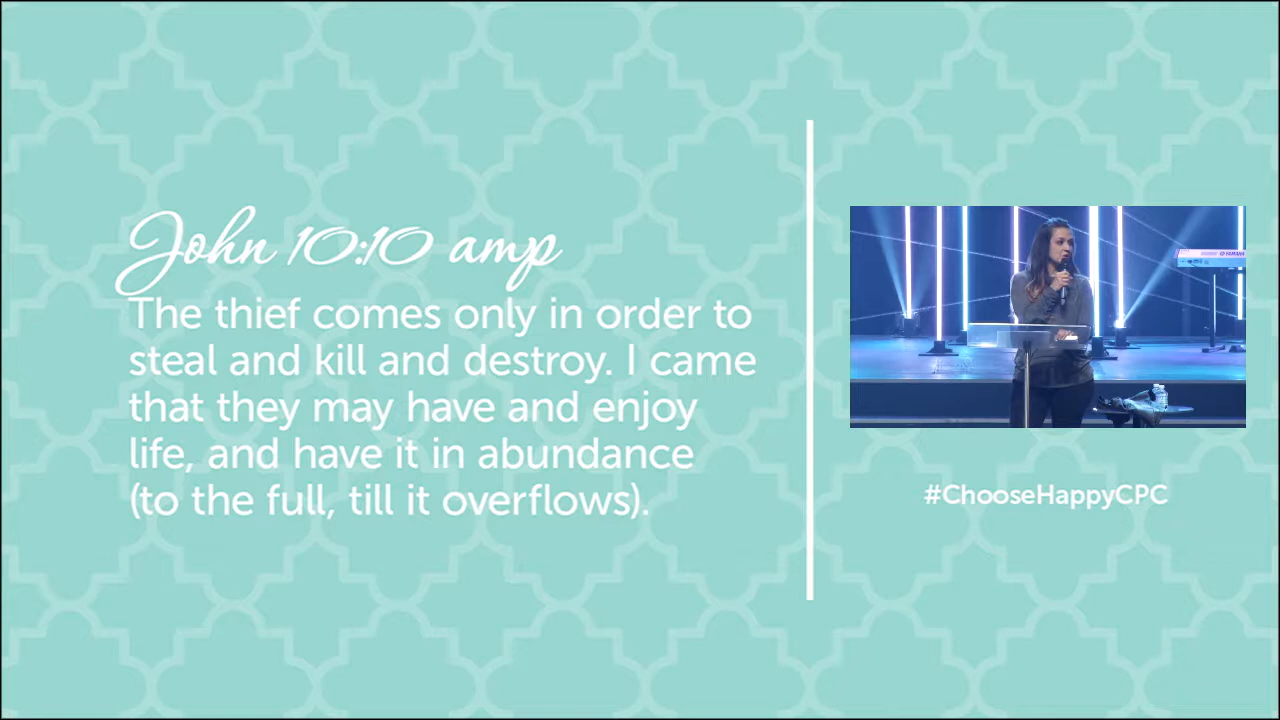 John 10:10 amp
The thief comes only in order to
steal and kill and destroy. I came
that they may have and enjoy
life, and have it in abundance
(to the full, till it overflows).
YAMAHA
#ChooseHappyCPC